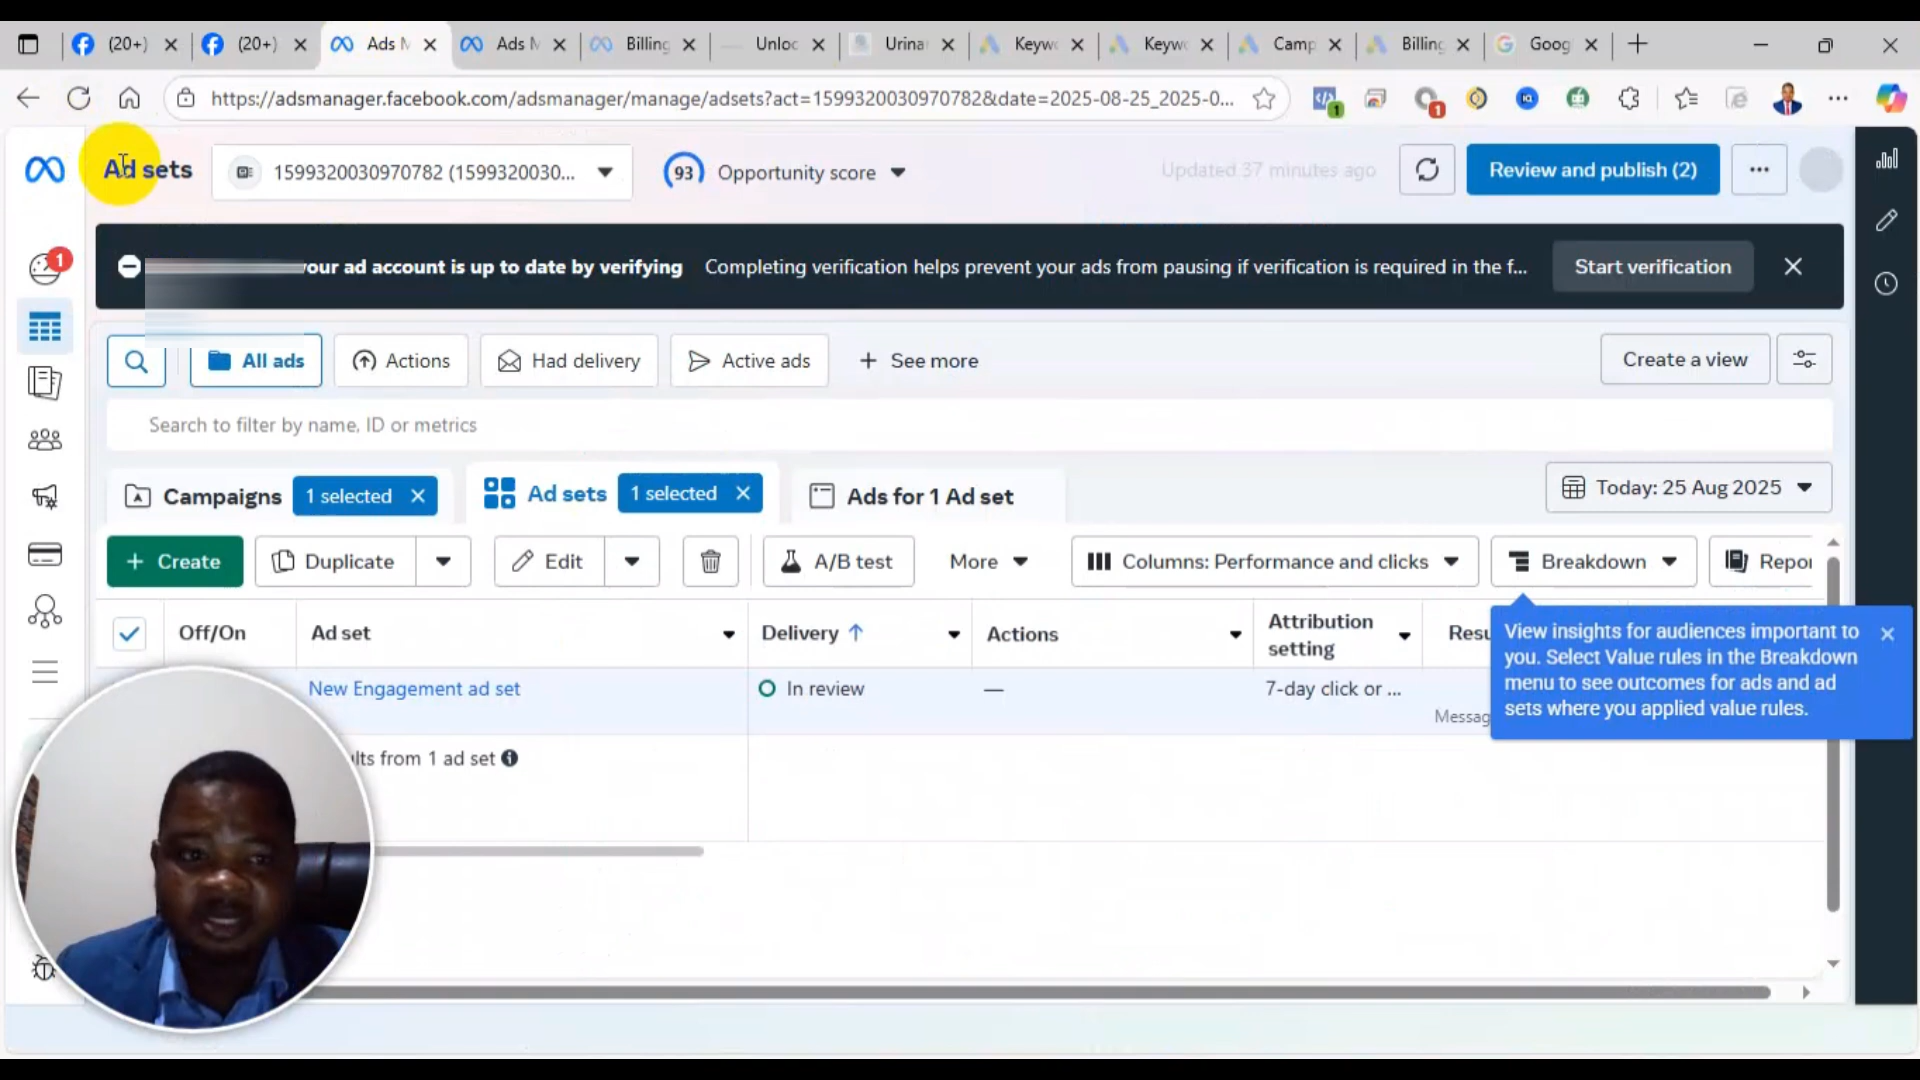 (20+)
(20+)
Ads M
Ads M
Billing
Unloc
Urina
Keywo
Keywo
Camp
Billing
Goog
https://adsmanager.facebook.com/adsmanager/manage/adsets?act=1599320030970782&date=2025-08-25_2025-0...
1
1
Ad sets
1599320030970782 (1599320030...
93
Opportunity score
Updated 37 minutes ago
Review and publish (2)
1
your ad account is up to date by verifying
Completing verification helps prevent your ads from pausing if verification is required in the f...
Start verification
All ads
Actions
Had delivery
Active ads
+ See more
Create a view
Search to filter by name, ID or metrics
Campaigns
1 selected
Ad sets
1 selected
Ads for 1 Ad set
Today: 25 Aug 2025
+ Create
Duplicate
Edit
A/B test
More
Columns: Performance and clicks
Breakdown
Repor
Off/On
Ad set
Delivery ↑
Actions
Attribution
setting
Resu
New Engagement ad set
In review
—
7-day click or ...
Messag
View insights for audiences important to
you. Select Value rules in the Breakdown
menu to see outcomes for ads and ad
sets where you applied value rules.
ults from 1 ad set